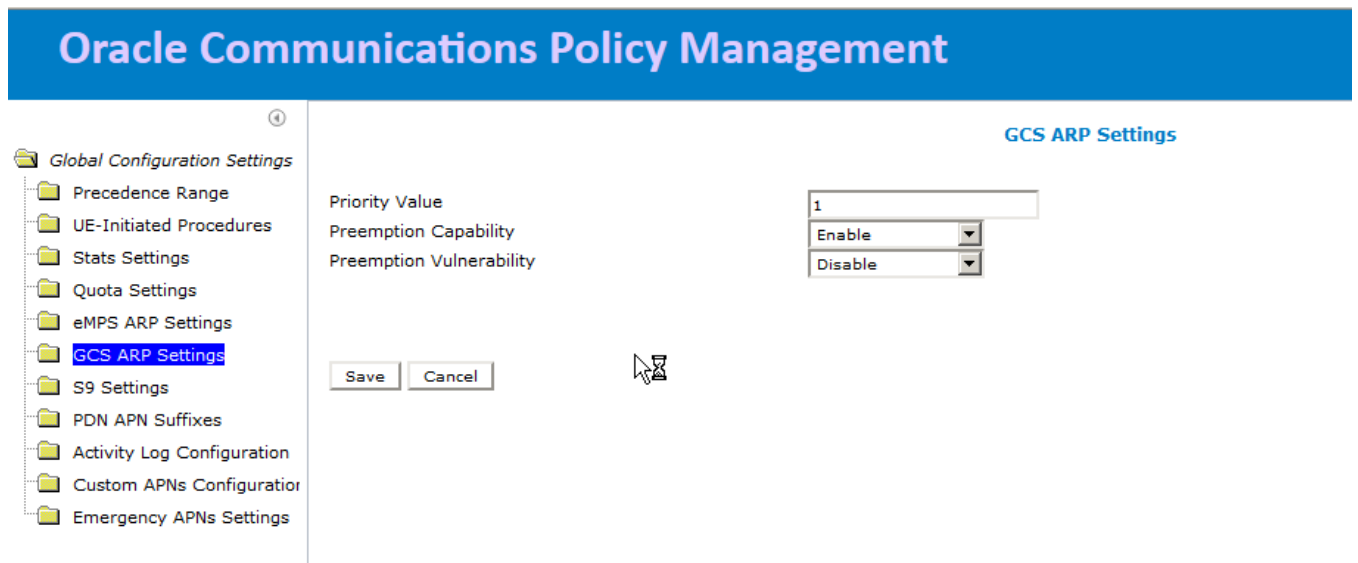 Oracle Communications Policy Management
Global Configuration Settings
Precedence Range
UE-Initiated Procedures
Stats Settings
Quota Settings
eMPS ARP Settings
GCS ARP Settings
S9 Settings
PDN APN Suffixes
Activity Log Configuration
Custom APNs Configuration
Emergency APNs Settings
GCS ARP Settings
Priority Value 1
Preemption Capability Enable
Preemption Vulnerability Disable
Save Cancel